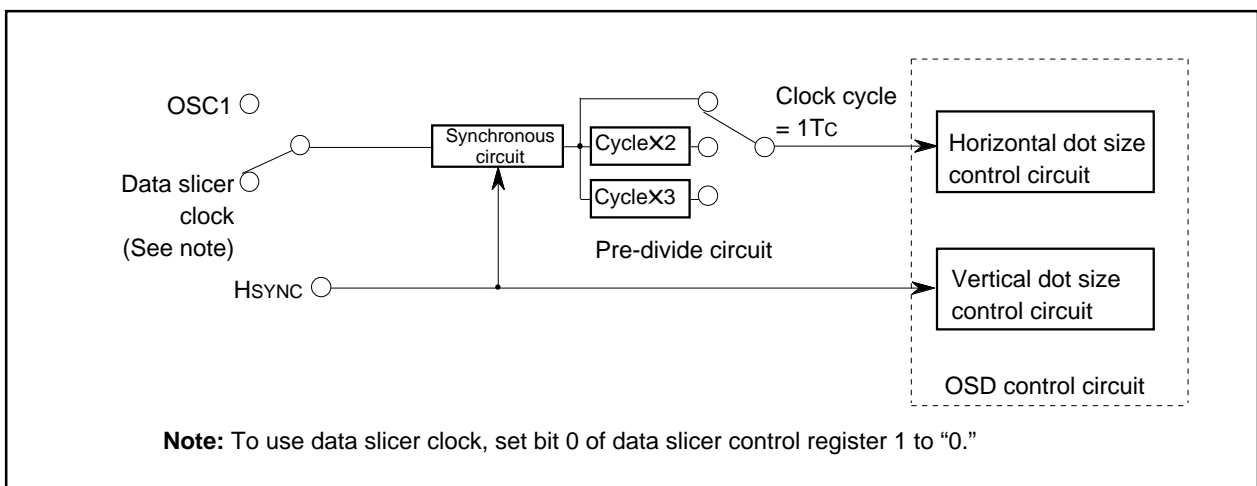 OSC1
Data slicer
clock
(See note)
HSYNC
Synchronous
circuit
Cycle×2
Cycle×3
Pre-divide circuit
Clock cycle
= 1TC
Horizontal dot size
control circuit
Vertical dot size
control circuit
OSD control circuit
Note: To use data slicer clock, set bit 0 of data slicer control register 1 to “0.”